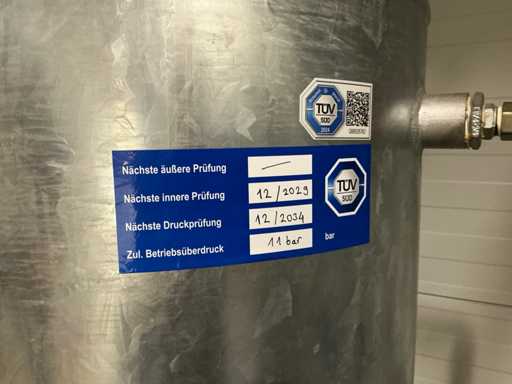 TÜV
SÜD
2024
Nächste äußere Prüfung —
Nächste innere Prüfung 12/2029
Nächste Druckprüfung 12/2034
Zul. Betriebsüberdruck 11 bar bar
TÜV
SÜD